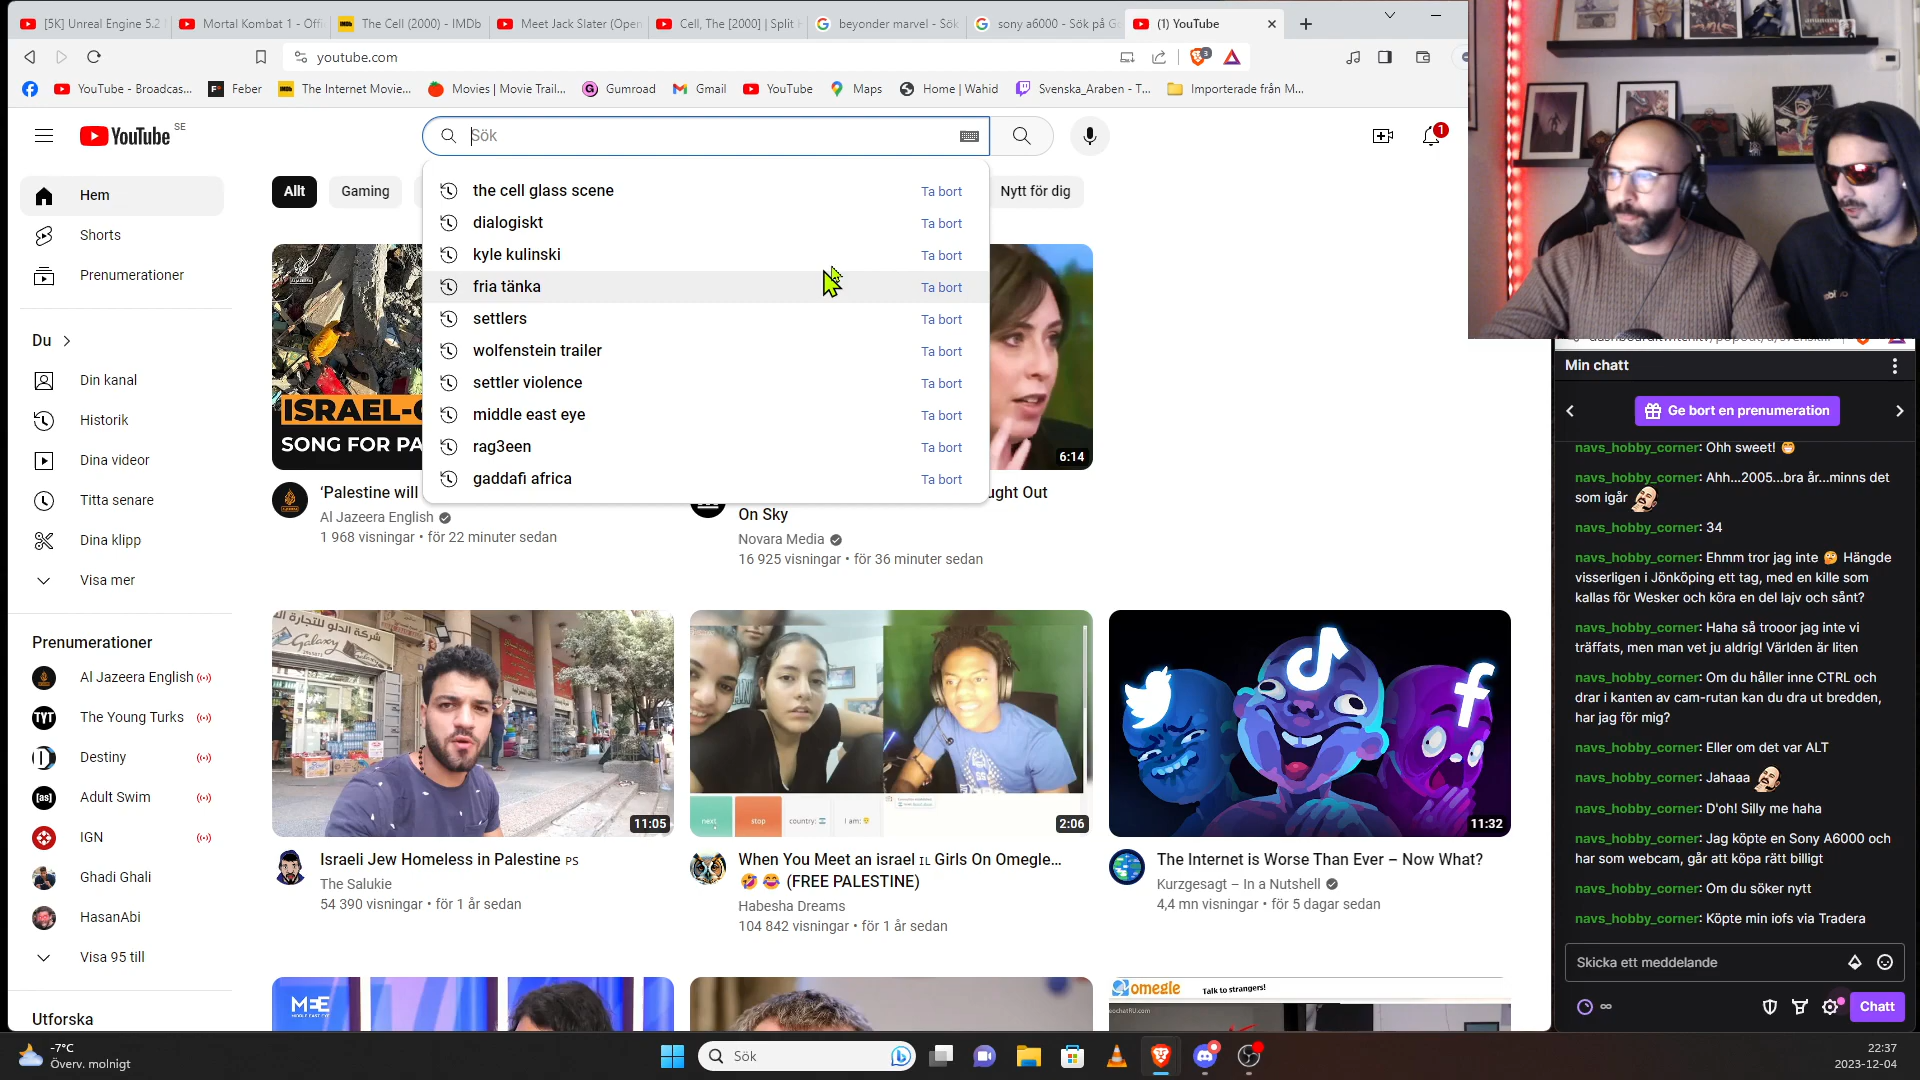 [5K] Unreal Engine 5.2
Mortal Kombat 1 - Offi
The Cell (2000) - IMDb
Meet Jack Slater (Open
Cell, The [2000] | Split
beyonder marvel - Sök
sony a6000 - Sök på G
(1) YouTube
youtube.com
3
YouTube - Broadcas...
Feber
The Internet Movie...
Movies | Movie Trail...
Gumroad
Gmail
YouTube
Maps
Home | Wahid
Svenska_Araben - T...
Importerade från M...
YouTube SE
Sök
1
Hem
Shorts
Prenumerationer
Du
Din kanal
Historik
Dina videor
Titta senare
Dina klipp
Visa mer
Prenumerationer
Al Jazeera English
The Young Turks
Destiny
Adult Swim
IGN
Ghadi Ghali
HasanAbi
Visa 95 till
Utforska
Allt
Gaming
Nytt för dig
the cell glass scene Ta bort
dialogiskt Ta bort
kyle kulinski Ta bort
fria tänka Ta bort
settlers Ta bort
wolfenstein trailer Ta bort
settler violence Ta bort
middle east eye Ta bort
rag3een Ta bort
gaddafi africa Ta bort
ISRAEL-G
SONG FOR PA
6:14
'Palestine will
Al Jazeera English
1 968 visningar • för 22 minuter sedan
ught Out
On Sky
Novara Media
16 925 visningar • för 36 minuter sedan
Galaxy
11:05
next
stop
country:
I am:
2:06
11:32
Israeli Jew Homeless in Palestine PS
The Salukie
54 390 visningar • för 1 år sedan
When You Meet an israel IL Girls On Omegle...
🤣 😂 (FREE PALESTINE)
Habesha Dreams
104 842 visningar • för 1 år sedan
The Internet is Worse Than Ever – Now What?
Kurzgesagt – In a Nutshell
4,4 mn visningar • för 5 dagar sedan
MEE
MIDDLE EAST EYE
omegle
Talk to strangers!
Min chatt
Ge bort en prenumeration
navs_hobby_corner: Ohh sweet! 😁
navs_hobby_corner: Ahh...2005...bra år...minns det
som igår
navs_hobby_corner: 34
navs_hobby_corner: Ehmm tror jag inte 🤔 Hängde
visserligen i Jönköping ett tag, med en kille som
kallas för Wesker och köra en del lajv och sånt?
navs_hobby_corner: Haha så trooor jag inte vi
träffats, men man vet ju aldrig! Världen är liten
navs_hobby_corner: Om du håller inne CTRL och
drar i kanten av cam-rutan kan du dra ut bredden,
har jag för mig?
navs_hobby_corner: Eller om det var ALT
navs_hobby_corner: Jahaaa
navs_hobby_corner: D'oh! Silly me haha
navs_hobby_corner: Jag köpte en Sony A6000 och
har som webcam, går att köpa rätt billigt
navs_hobby_corner: Om du söker nytt
navs_hobby_corner: Köpte min iofs via Tradera
Skicka ett meddelande
Chatt
-7°C
Överv. molnigt
Sök
22:37
2023-12-04